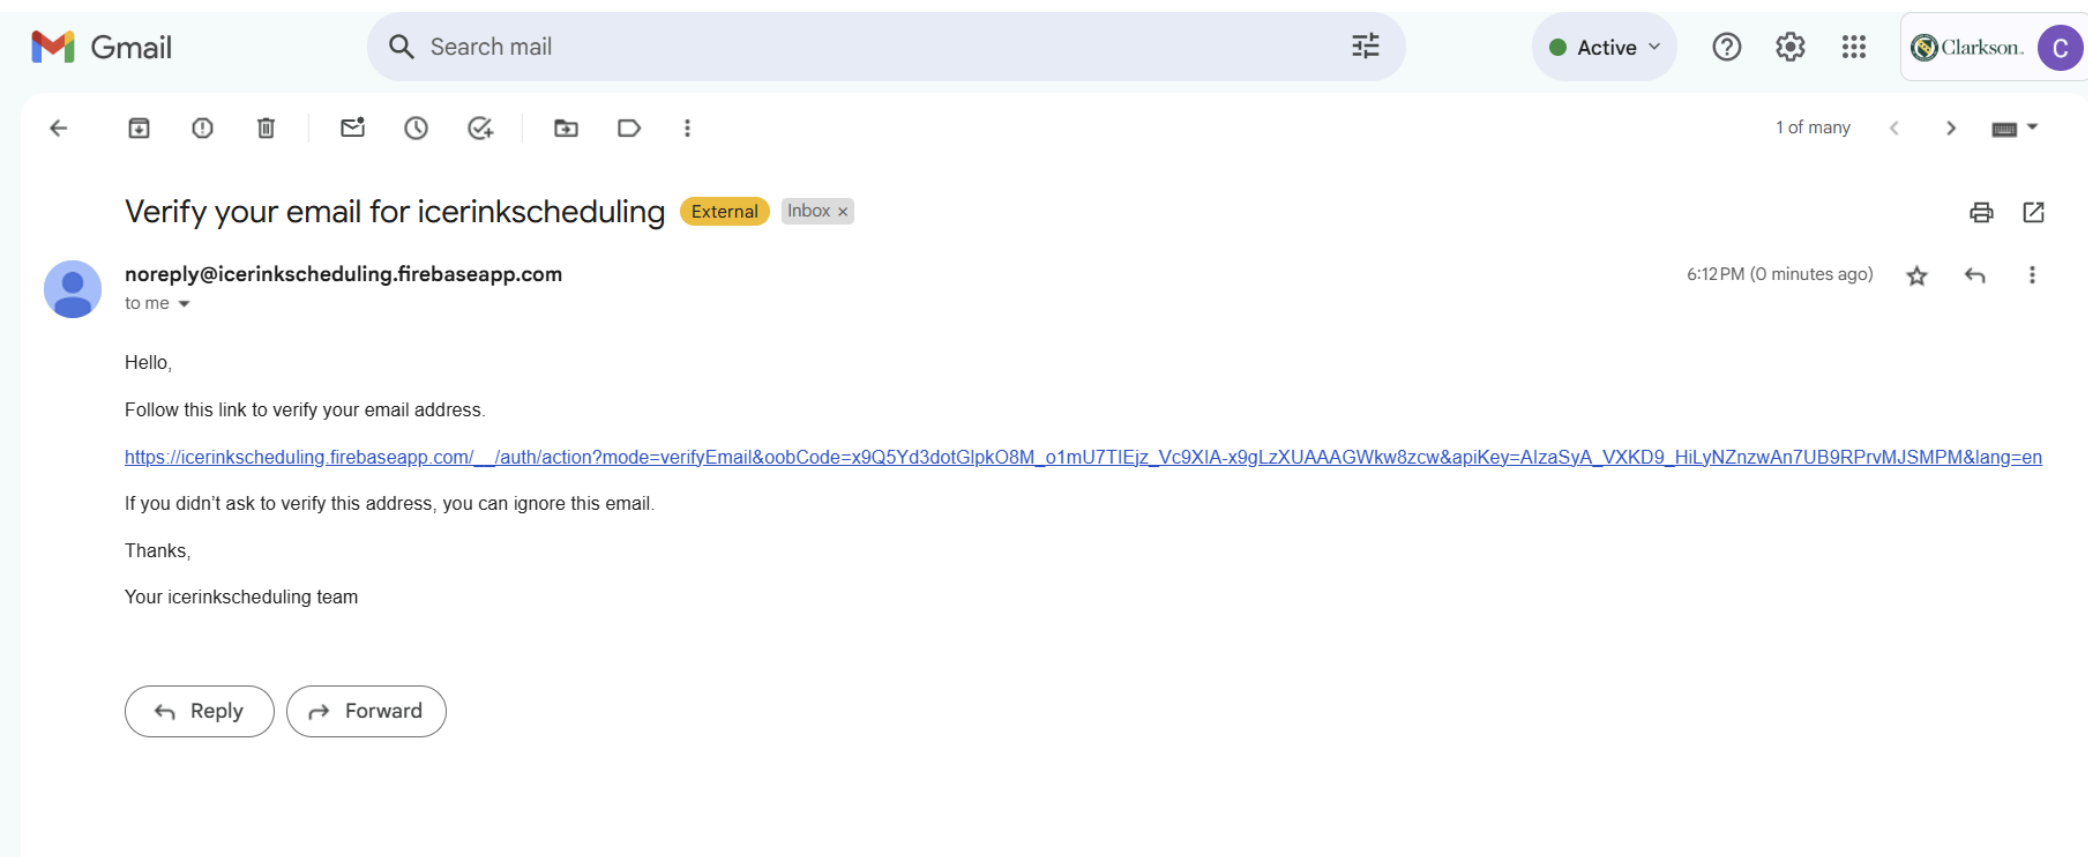 Gmail
Search mail
Active
Clarkson
C
1 of many
Verify your email for icerinkscheduling External Inbox ×
noreply@icerinkscheduling.firebaseapp.com
6:12 PM (0 minutes ago)
to me
Hello,
Follow this link to verify your email address.
https://icerinkscheduling.firebaseapp.com/__/auth/action?mode=verifyEmail&oobCode=x9Q5Yd3dotGlpkO8M_o1mU7TIEjz_Vc9XIA-x9gLzXUAAAGWkw8zcw&apiKey=AIzaSyA_VXKD9_HiLyNZnzwAn7UB9RPrvMJSMPM&lang=en
If you didn’t ask to verify this address, you can ignore this email.
Thanks,
Your icerinkscheduling team
Reply
Forward